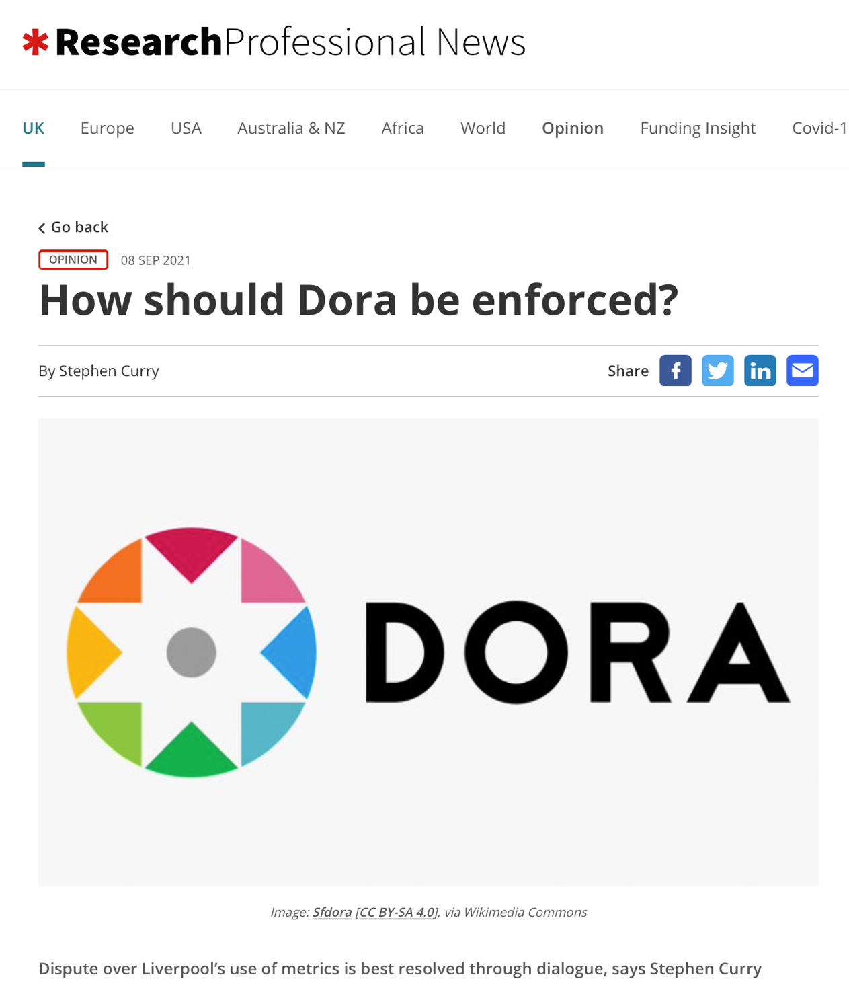 ResearchProfessional News
UK Europe USA Australia & NZ Africa World Opinion Funding Insight Covid-1
Go back
OPINION 08 SEP 2021
How should Dora be enforced?
By Stephen Curry Share
DORA
Image: Sfdora [CC BY-SA 4.0], via Wikimedia Commons
Dispute over Liverpool’s use of metrics is best resolved through dialogue, says Stephen Curry